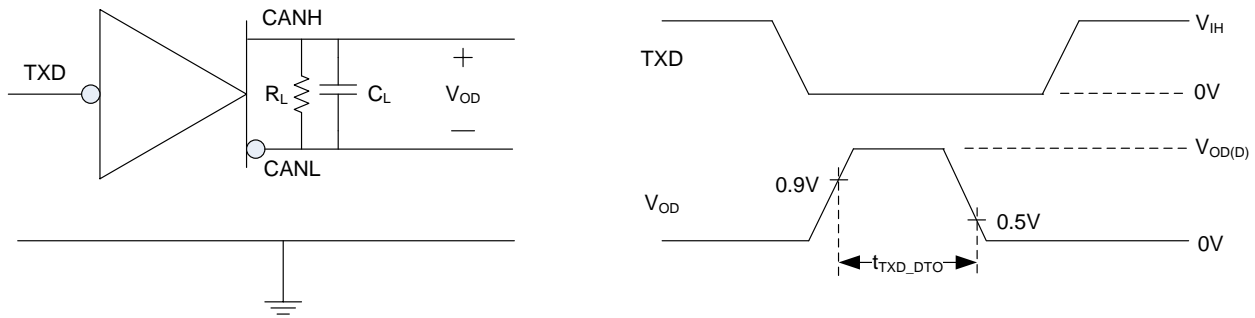 CANH
TXD
+
R_L
C_L
V_OD
—
CANL
TXD
V_IH
0V
V_OD
0.9V
V_OD(D)
0.5V
0V
t_TXD_DTO